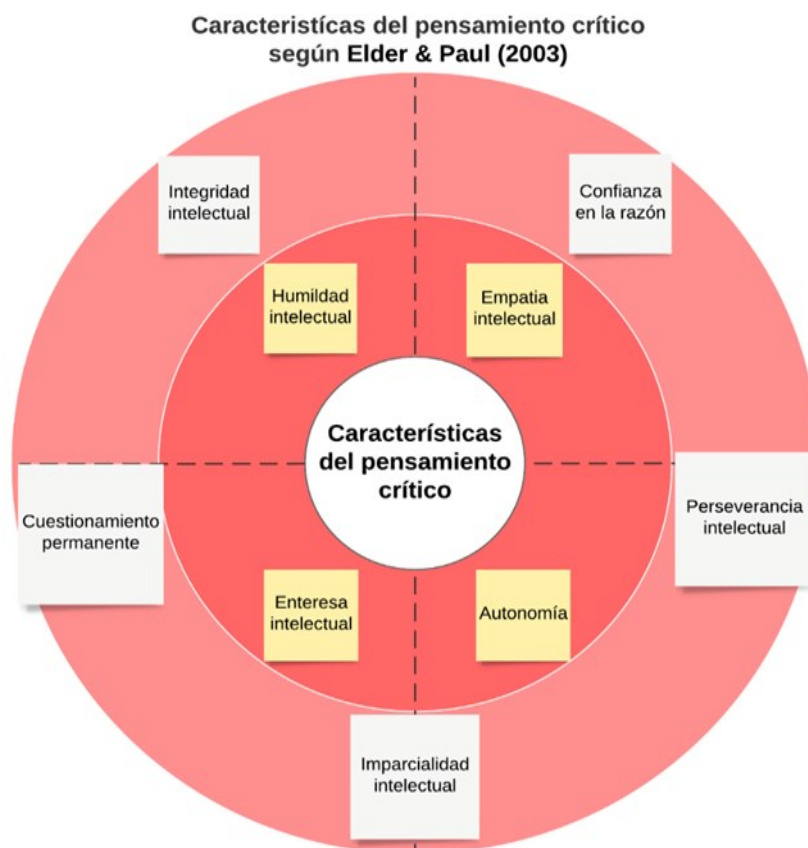 Caracteristícas del pensamiento crítico
según Elder & Paul (2003)
Integridad
intelectual
Confianza
en la razón
Humildad
intelectual
Empatia
intelectual
Características
del pensamiento
crítico
Cuestionamiento
permanente
Perseverancia
intelectual
Enteresa
intelectual
Autonomía
Imparcialidad
intelectual